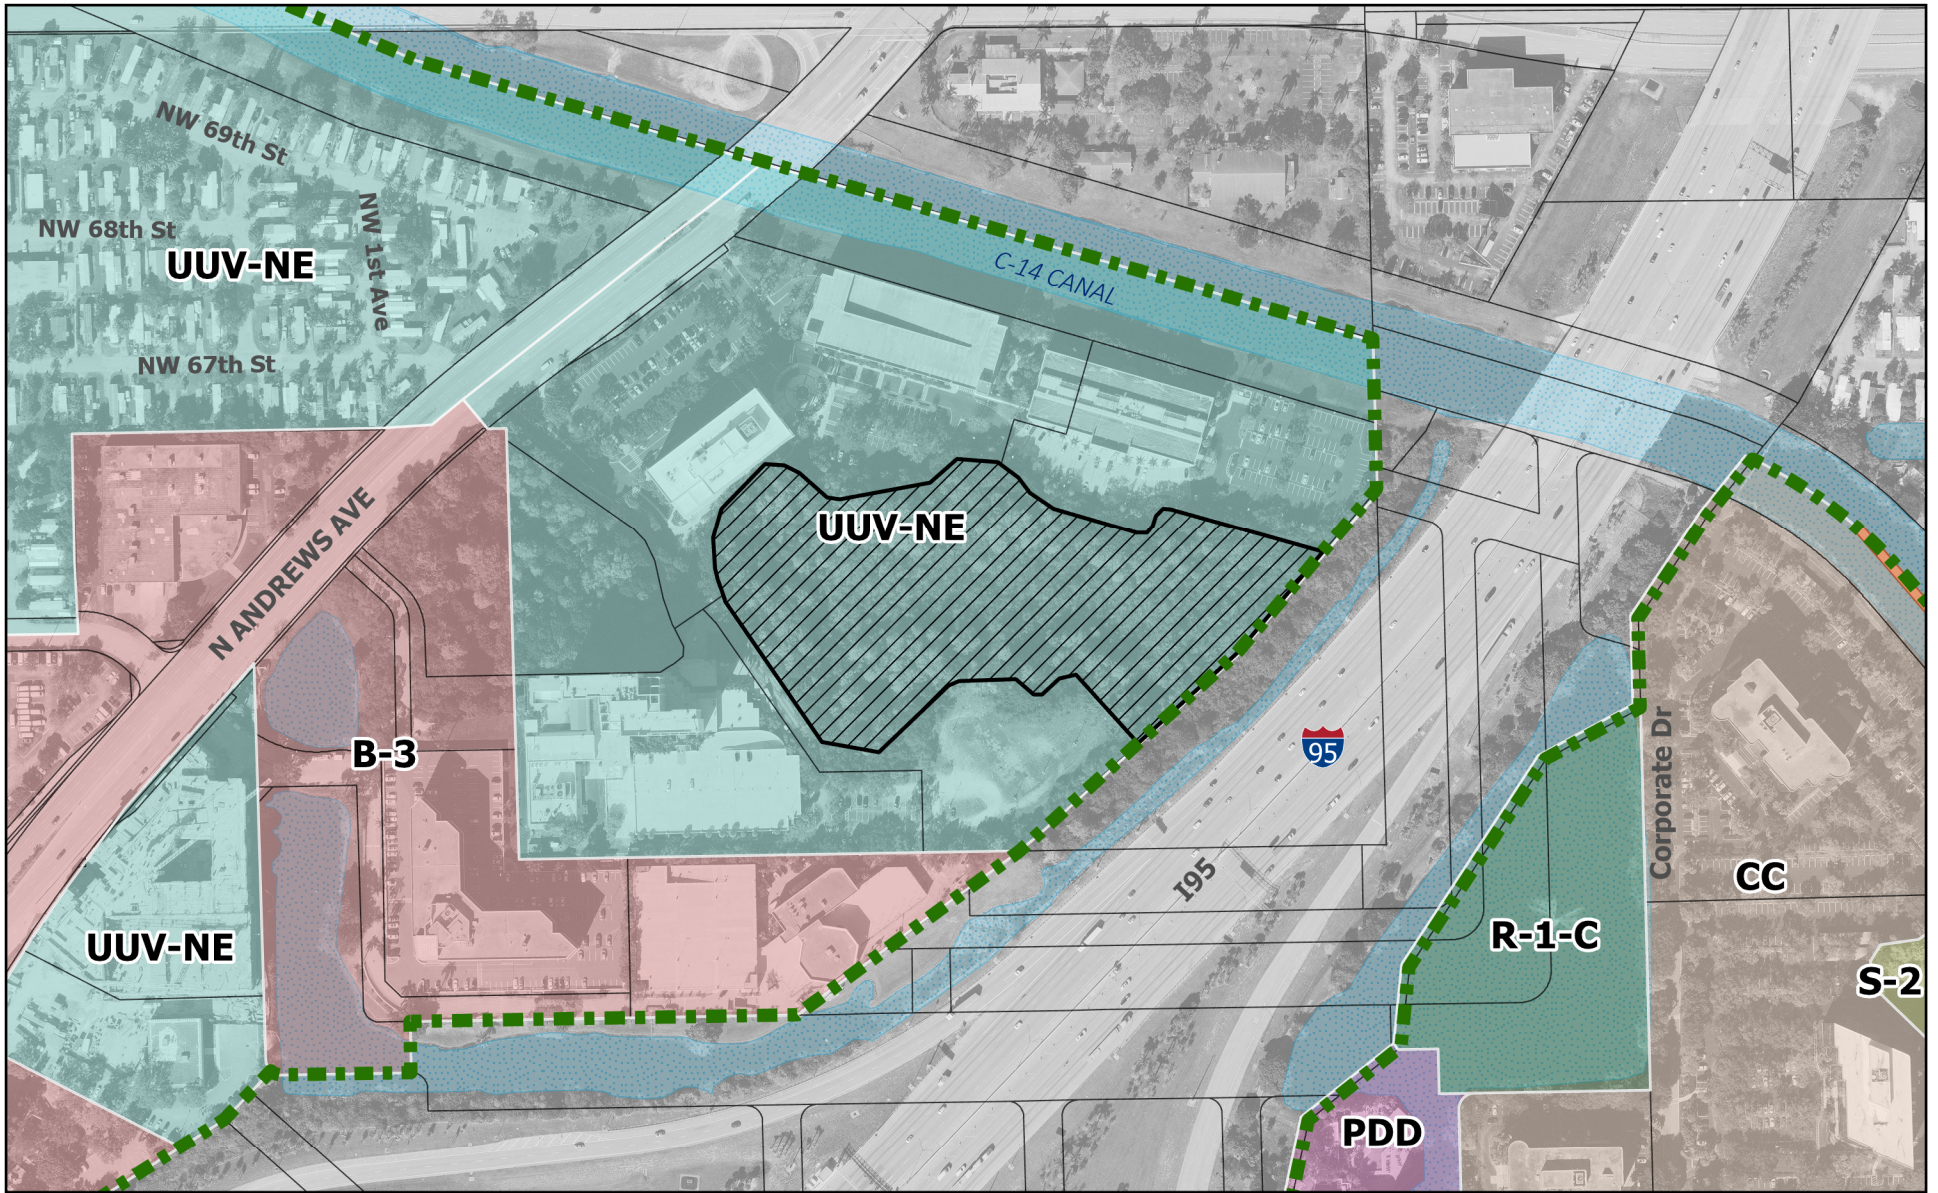 NW 69th St
NW 68th St
NW 1st Ave
UUV-NE
C-14 CANAL
NW 67th St
UUV-NE
N ANDREWS AVE
95
B-3
Corporate Dr
I95
CC
R-1-C
UUV-NE
S-2
PDD